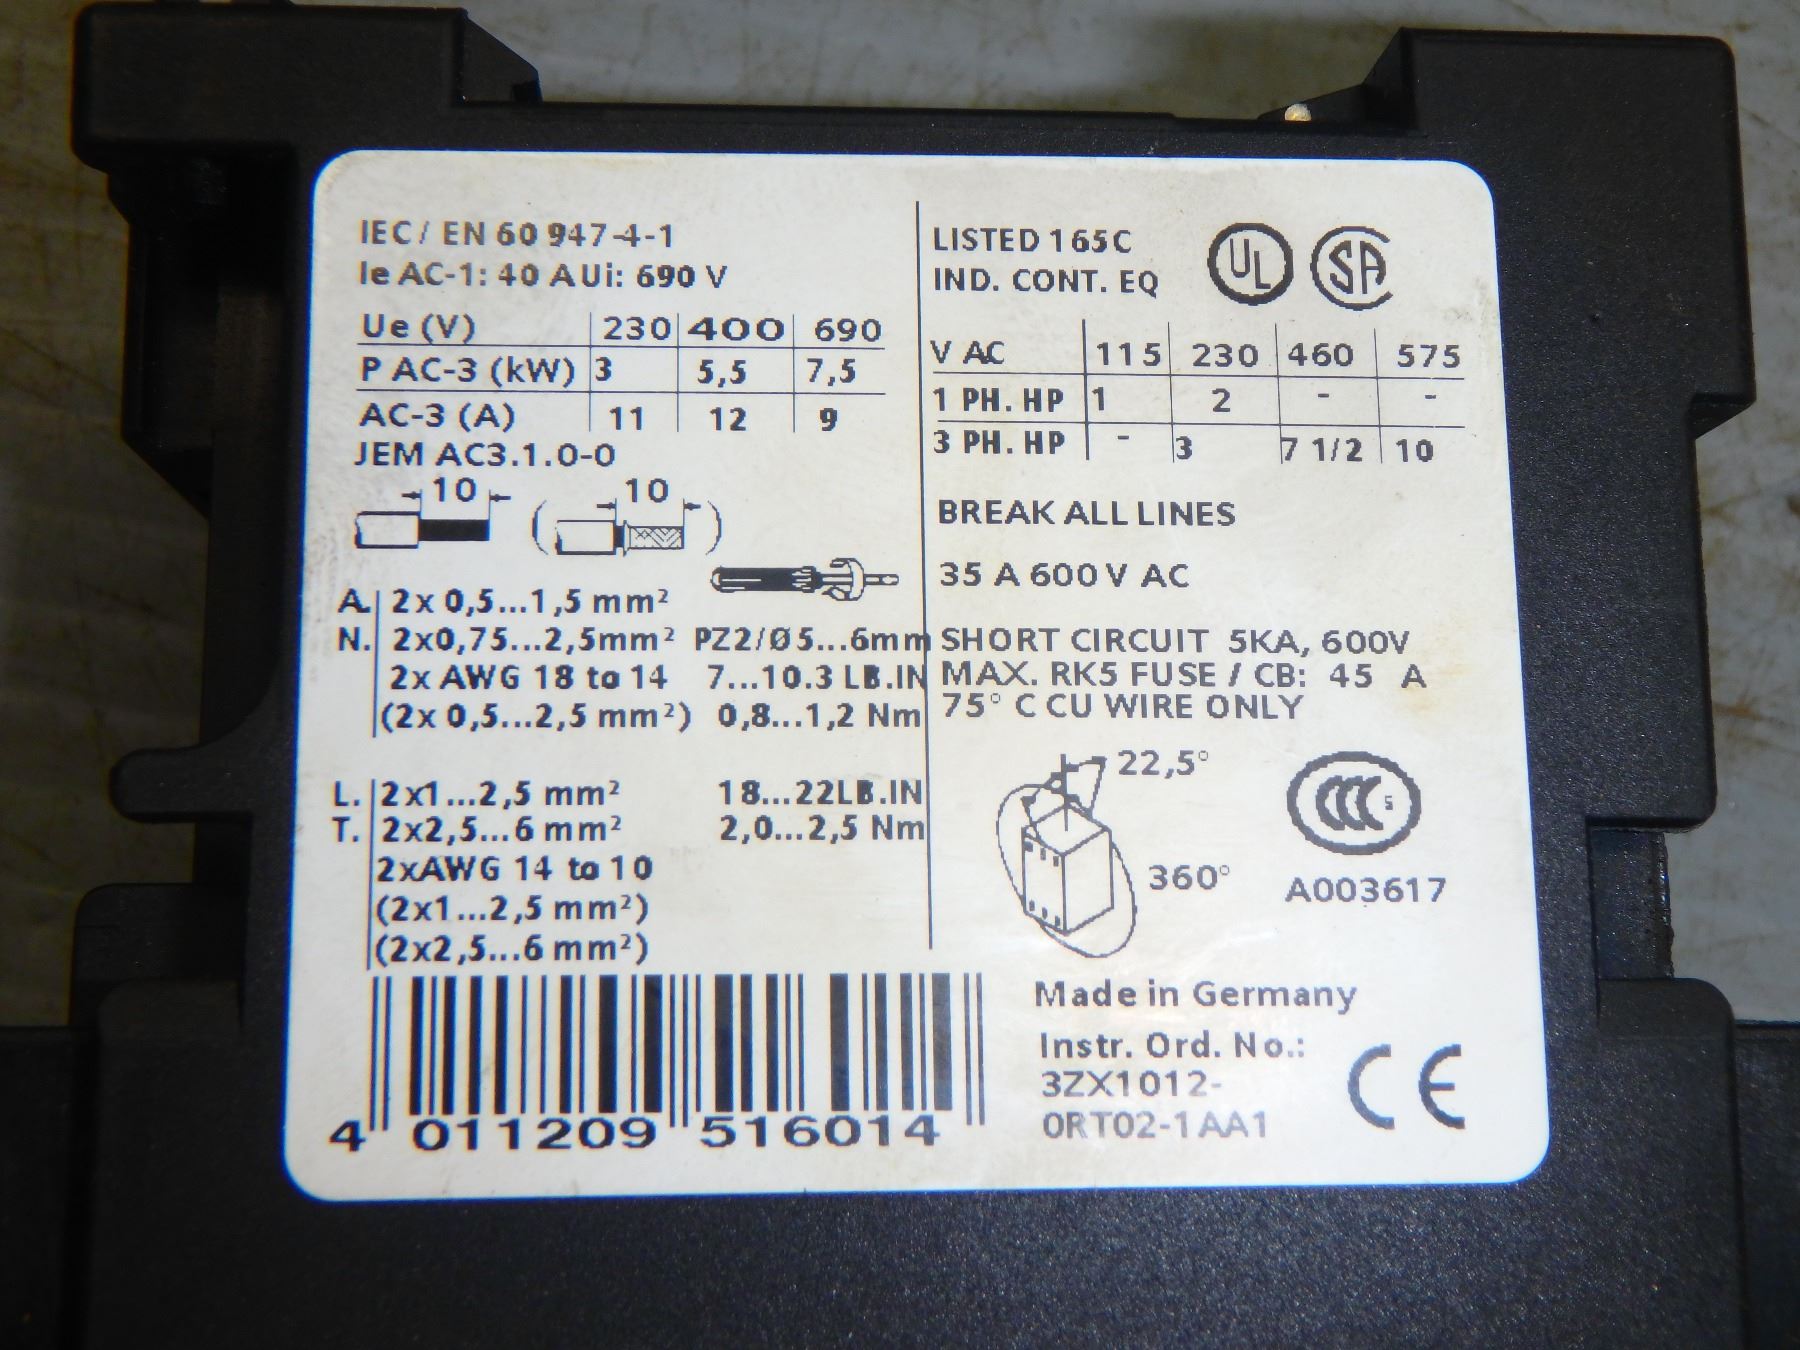 IEC/ EN 60 947-4-1
Ie AC-1: 40 A Ui: 690 V
Ue (V) 230 400 690
P AC-3 (kW) 3 5,5 7,5
AC-3 (A) 11 12 9
JEM AC3.1.0-0
10 10
A. 2x 0,5...1,5 mm²
N. 2x0,75...2,5mm² PZ2/Ø5...6mm
2x AWG 18 to 14 7...10.3 LB.IN
(2x 0,5...2,5 mm²) 0,8...1,2 Nm
L. 2x1...2,5 mm² 18...22LB.IN
T. 2x2,5...6 mm² 2,0...2,5 Nm
2xAWG 14 to 10
(2x1...2,5 mm²)
(2x2,5...6 mm²)
4 011209 516014
LISTED 165C UL SA
IND. CONT. EQ
V AC 115 230 460 575
1 PH. HP 1 2 - -
3 PH. HP - 3 7 1/2 10
BREAK ALL LINES
35 A 600 V AC
SHORT CIRCUIT 5KA, 600V
MAX. RK5 FUSE / CB: 45 A
75° C CU WIRE ONLY
22,5°
CCC S
360°
A003617
Made in Germany
Instr. Ord. No.:
3ZX1012-
0RT02-1AA1
CE